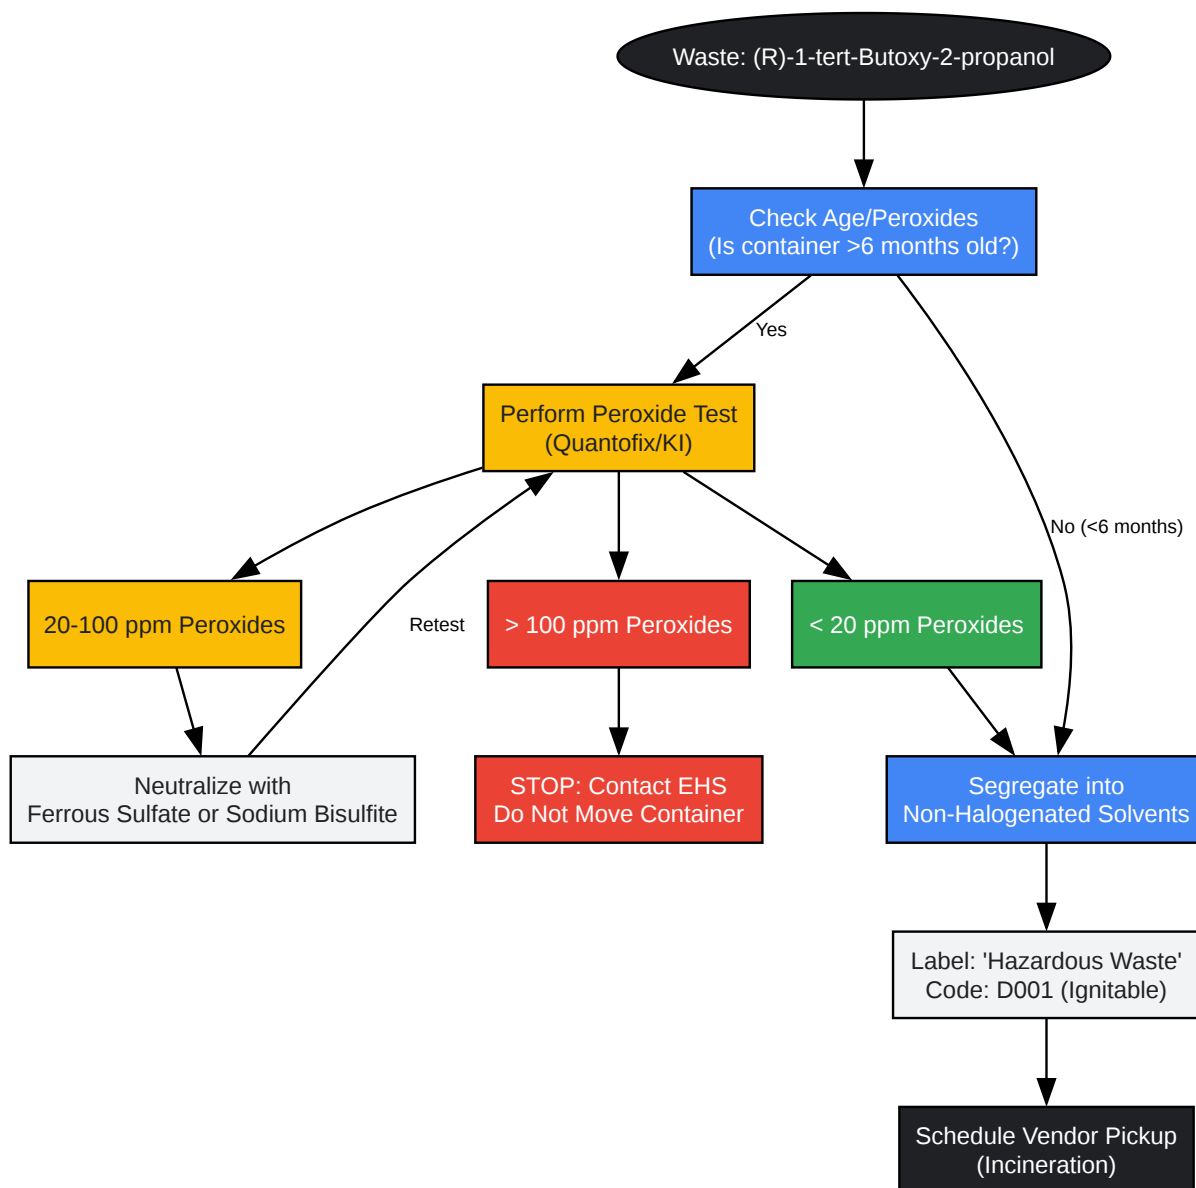 Waste: (R)-1-tert-Butoxy-2-propanol
Check Age/Peroxides
(Is container >6 months old?)
Yes
Perform Peroxide Test
(Quantofix/KI)
No (<6 months)
20-100 ppm Peroxides
Retest
> 100 ppm Peroxides
< 20 ppm Peroxides
Neutralize with
Ferrous Sulfate or Sodium Bisulfite
STOP: Contact EHS
Do Not Move Container
Segregate into
Non-Halogenated Solvents
Label: 'Hazardous Waste'
Code: D001 (Ignitable)
Schedule Vendor Pickup
(Incineration)